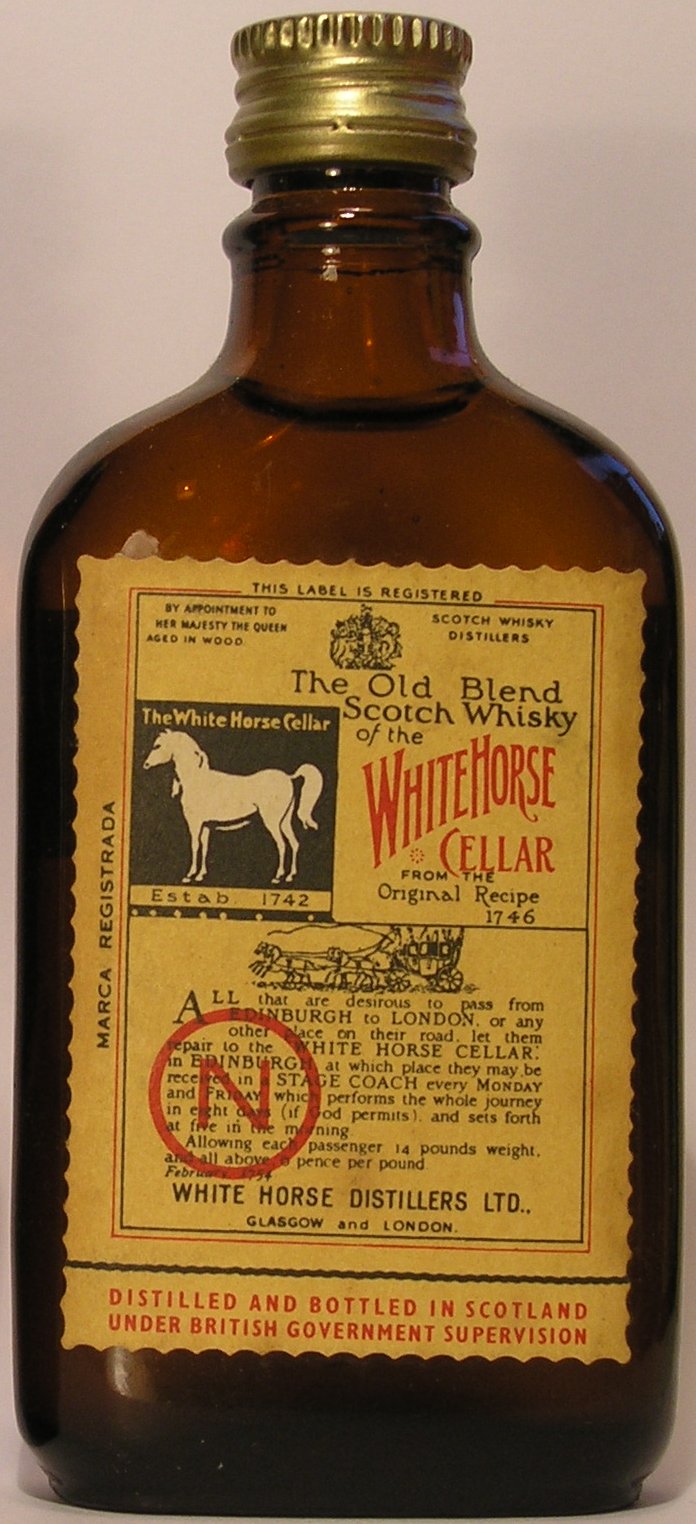 THIS LABEL IS REGISTERED
BY APPOINTMENT TO
HER MAJESTY THE QUEEN
AGED IN WOOD
SCOTCH WHISKY
DISTILLERS
The Old Blend
Scotch Whisky
of the
WHITE HORSE
CELLAR
FROM THE
Original Recipe
1746
The White Horse Cellar
Estab. 1742
MARCA REGISTRADA
ALL that are desirous to pass from
EDINBURGH to LONDON, or any
other place on their road, let them
repair to the WHITE HORSE CELLAR:
in EDINBURGH at which place they may be
received in a STAGE COACH every MONDAY
and FRIDAY, which performs the whole journey
in eight days (if God permits), and sets forth
at five in the morning.
Allowing each passenger 14 pounds weight,
and all above, 6 pence per pound.
February, 1754
N
WHITE HORSE DISTILLERS LTD.,
GLASGOW and LONDON.
DISTILLED AND BOTTLED IN SCOTLAND
UNDER BRITISH GOVERNMENT SUPERVISION